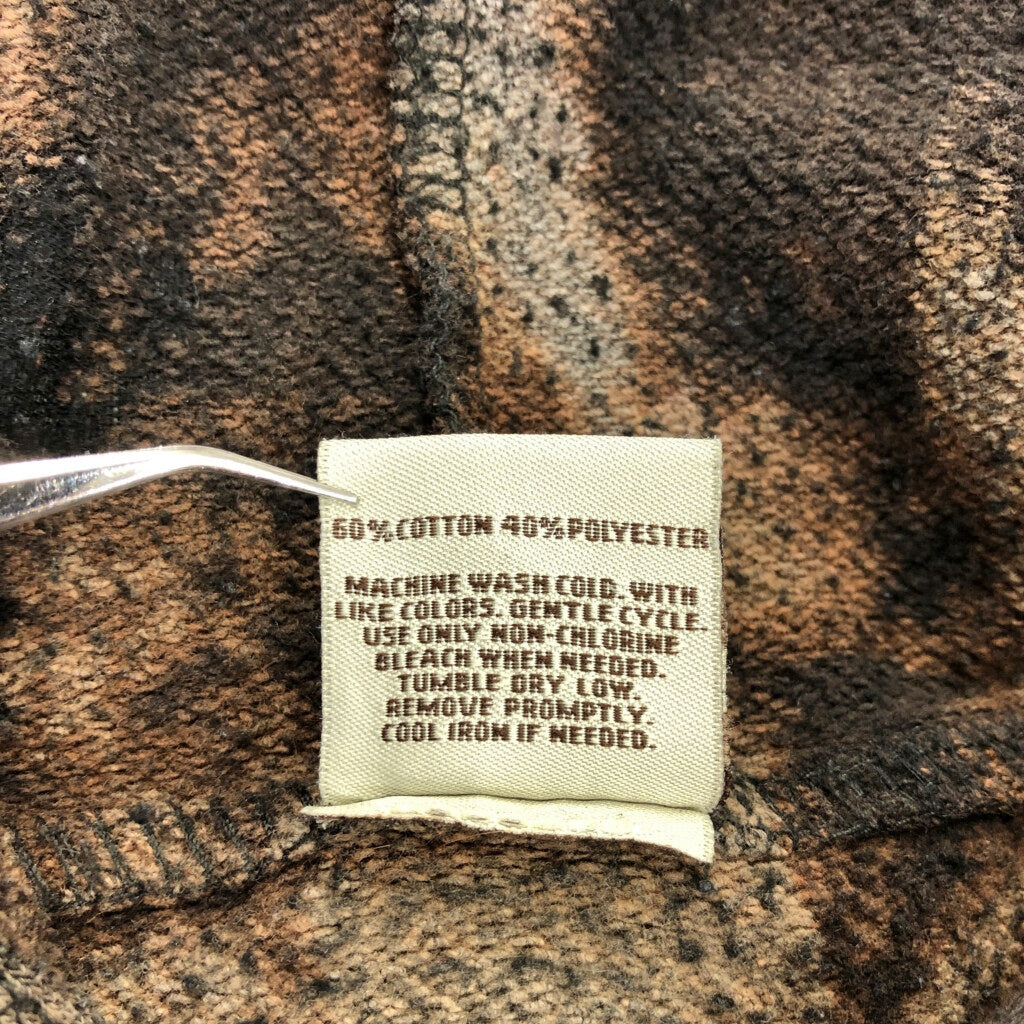 60% COTTON 40% POLYESTER
MACHINE WASH COLD, WITH
LIKE COLORS, GENTLE CYCLE.
USE ONLY NON-CHLORINE
BLEACH WHEN NEEDED.
TUMBLE DRY LOW.
REMOVE PROMPTLY.
COOL IRON IF NEEDED.